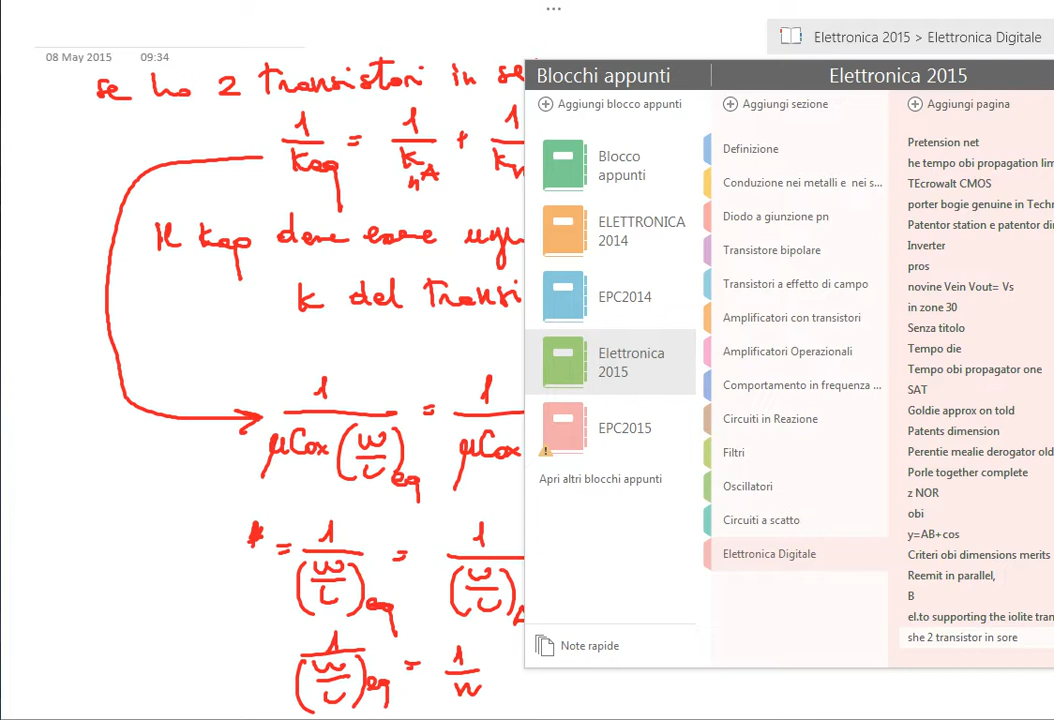 ...
Elettronica 2015 > Elettronica Digitale
08 May 2015 09:34
se ho 2 transistori in se
1/keq = 1/knA + 1/kn
Il keq deve essere
k del Transi
1/μCox(W/L)eq = 1/μCox
= 1/(W/L)eq = 1/(W/L)
1/(W/L)eq = 1/W
Blocchi appunti
Aggiungi blocco appunti
Blocco
appunti
ELETTRONICA
2014
EPC2014
Elettronica
2015
EPC2015
Apri altri blocchi appunti
Note rapide
Elettronica 2015
Aggiungi sezione
Definizione
Conduzione nei metalli e nei s...
Diodo a giunzione pn
Transistore bipolare
Transistori a effetto di campo
Amplificatori con transistori
Amplificatori Operazionali
Comportamento in frequenza ...
Circuiti in Reazione
Filtri
Oscillatori
Circuiti a scatto
Elettronica Digitale
Aggiungi pagina
Pretension net
he tempo obi propagation lim
TEcrowalt CMOS
porter bogie genuine in Techn
Patentor station e patentor di
Inverter
pros
novine Vein Vout= Vs
in zone 30
Senza titolo
Tempo die
Tempo obi propagator one
SAT
Goldie approx on told
Patents dimension
Perentie mealie derogator old
Porle together complete
z NOR
obi
y=AB+cos
Criteri obi dimensions merits
Reemit in parallel,
B
el.to supporting the iolite tran
she 2 transistor in sore